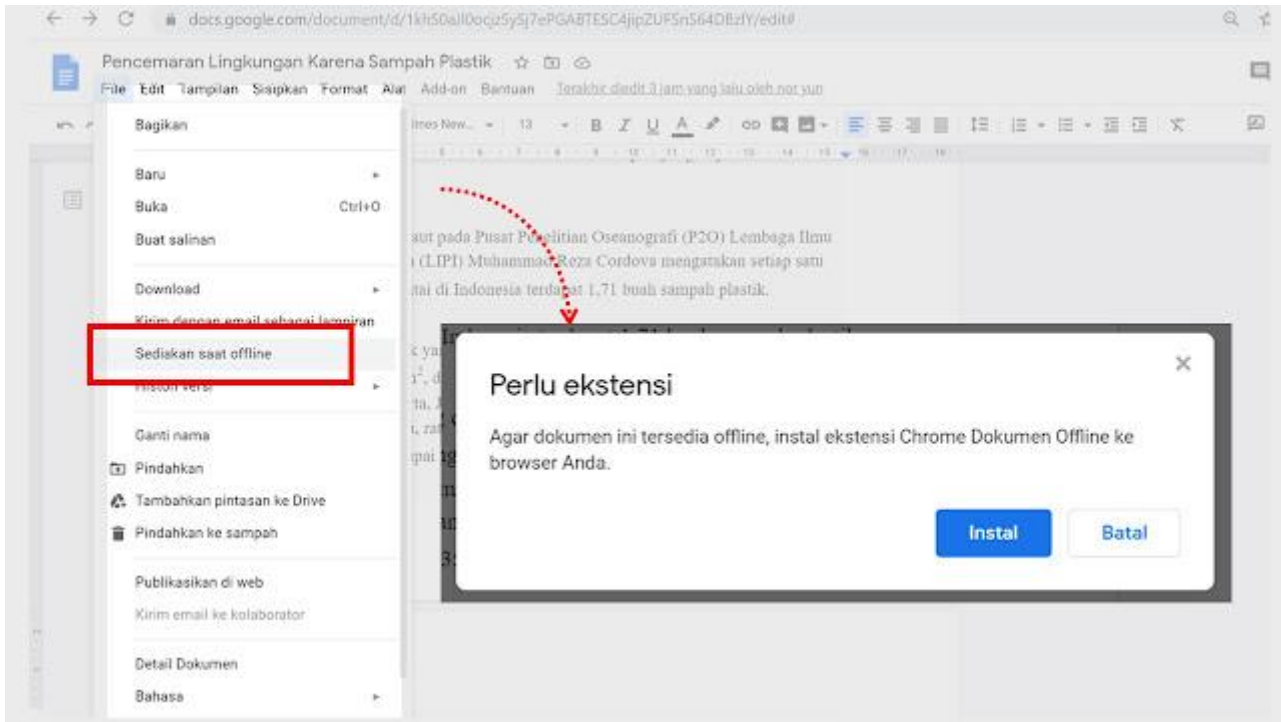 docs.google.com/document/d/
Pencemaran Lingkungan Karena Sampah Plastik
File Edit Tampilan Sisipkan Format Alat Add-on Bantuan Terakhir diedit 3 jam yang lalu oleh nor yun
Times New... 13 B I U A
Bagikan
Baru
Buka Ctrl+O
Buat salinan
Download
Kirim dengan email sebagai lampiran
Sediakan saat offline
Histori versi
Ganti nama
Pindahkan
Tambahkan pintasan ke Drive
Pindahkan ke sampah
Publikasikan di web
Kirim email ke kolaborator
Detail Dokumen
Bahasa
aut pada Pusat Penelitian Oseanografi (P2O) Lembaga Ilmu
(LIPI) Muhammad Reza Cordova mengatakan setiap satu
tai di Indonesia terdapat 1,71 buah sampah plastik.
Perlu ekstensi
Agar dokumen ini tersedia offline, instal ekstensi Chrome Dokumen Offline ke
browser Anda.
Instal Batal